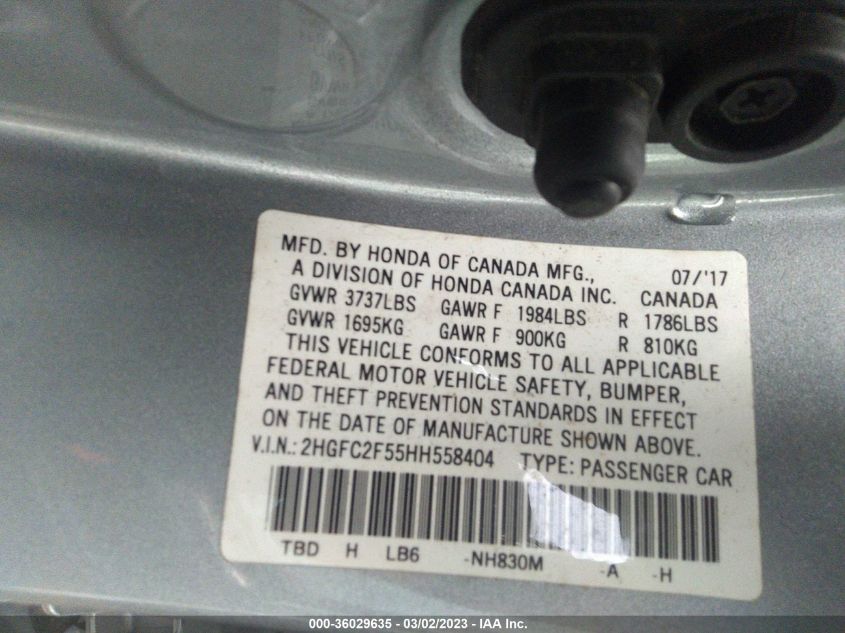 MFD. BY HONDA OF CANADA MFG., 07/'17
A DIVISION OF HONDA CANADA INC. CANADA
GVWR 3737LBS GAWR F 1984LBS R 1786LBS
GVWR 1695KG GAWR F 900KG R 810KG
THIS VEHICLE CONFORMS TO ALL APPLICABLE
FEDERAL MOTOR VEHICLE SAFETY, BUMPER,
AND THEFT PREVENTION STANDARDS IN EFFECT
ON THE DATE OF MANUFACTURE SHOWN ABOVE.
V.I.N.: 2HGFC2F55HH558404 TYPE: PASSENGER CAR
TBD H LB6 -NH830M -A -H
000-36029635 - 03/02/2023 - IAA Inc.